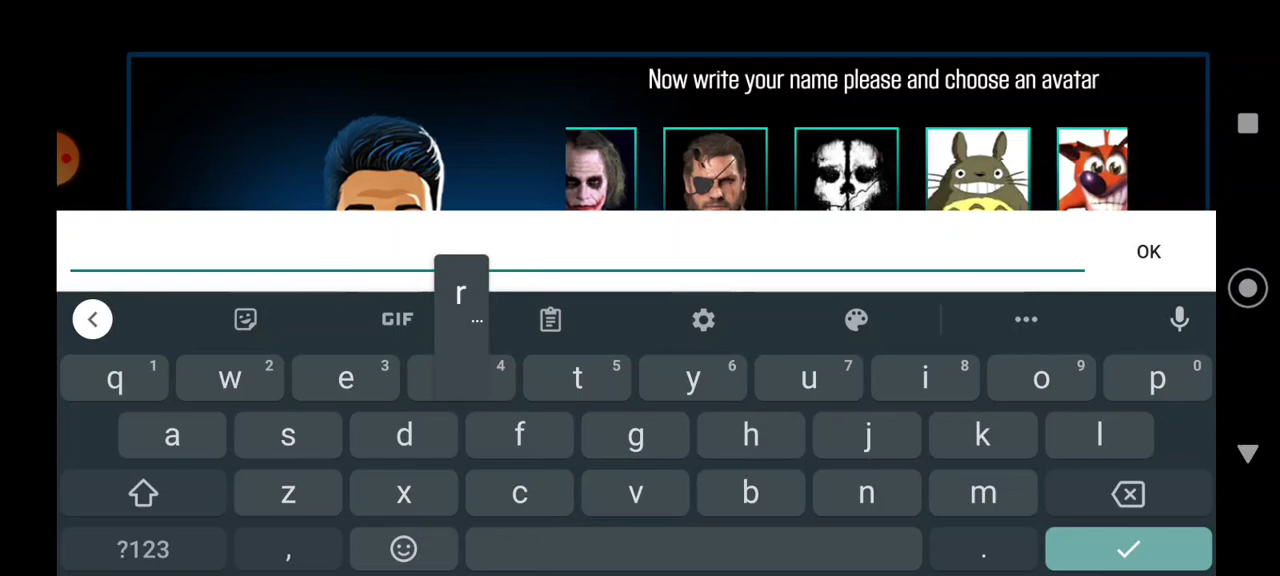 Now write your name please and choose an avatar
OK
r
...
GIF
q 1 w 2 e 3 4 t 5 y 6 u 7 i 8 o 9 p 0
a s d f g h j k l
z x c v b n m
?123 , .